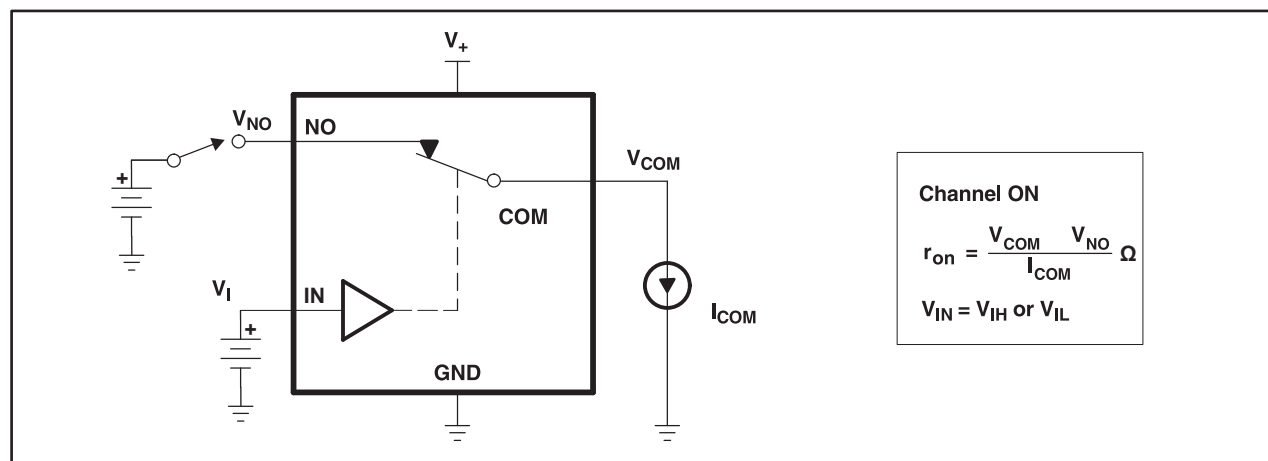 V+
VNO
NO
+
VCOM
COM
VI
IN
+
ICOM
GND
Channel ON
ron = VCOM VNO / ICOM Ω
VIN = VIH or VIL